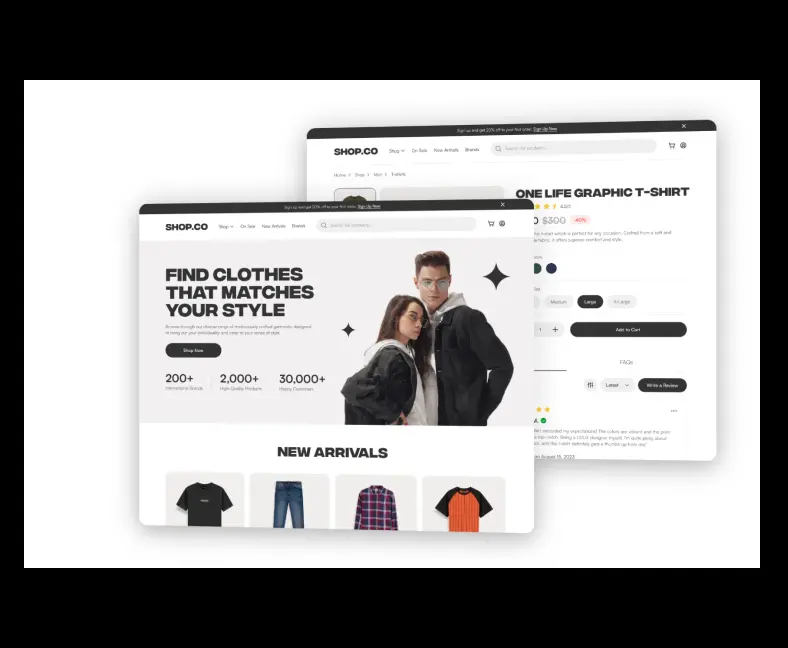 Sign up and get 20% off to your first order. Sign Up Now
SHOP.CO
Shop On Sale New Arrivals Brands
Search for products...
Home > Shop > Men > T-shirts
ONE LIFE GRAPHIC T-SHIRT
0 $300 -40%
Medium Large X-Large
1 + Add to Cart
FAQs
Latest Write a Review
on August 15, 2023
Sign up and get 20% off to your first order. Sign Up Now
SHOP.CO
Shop On Sale New Arrivals Brands
Search for products...
FIND CLOTHES
THAT MATCHES
YOUR STYLE
Browse through our diverse range of meticulously crafted garments, designed
to bring out your individuality and cater to your sense of style.
Shop Now
200+ 2,000+ 30,000+
International Brands High-Quality Products Happy Customers
NEW ARRIVALS